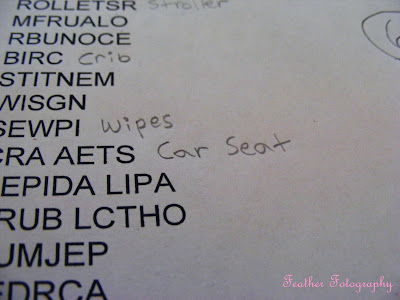 ROLLETSR stroller
MFRUALO
RBUNOCE
BIRC crib
STITNEM
WISGN
SEWPI wipes
CRA AETS Car Seat
EPIDA LIPA
RUB LCTHO
UMJEP
EDRCA
Feather Fotography